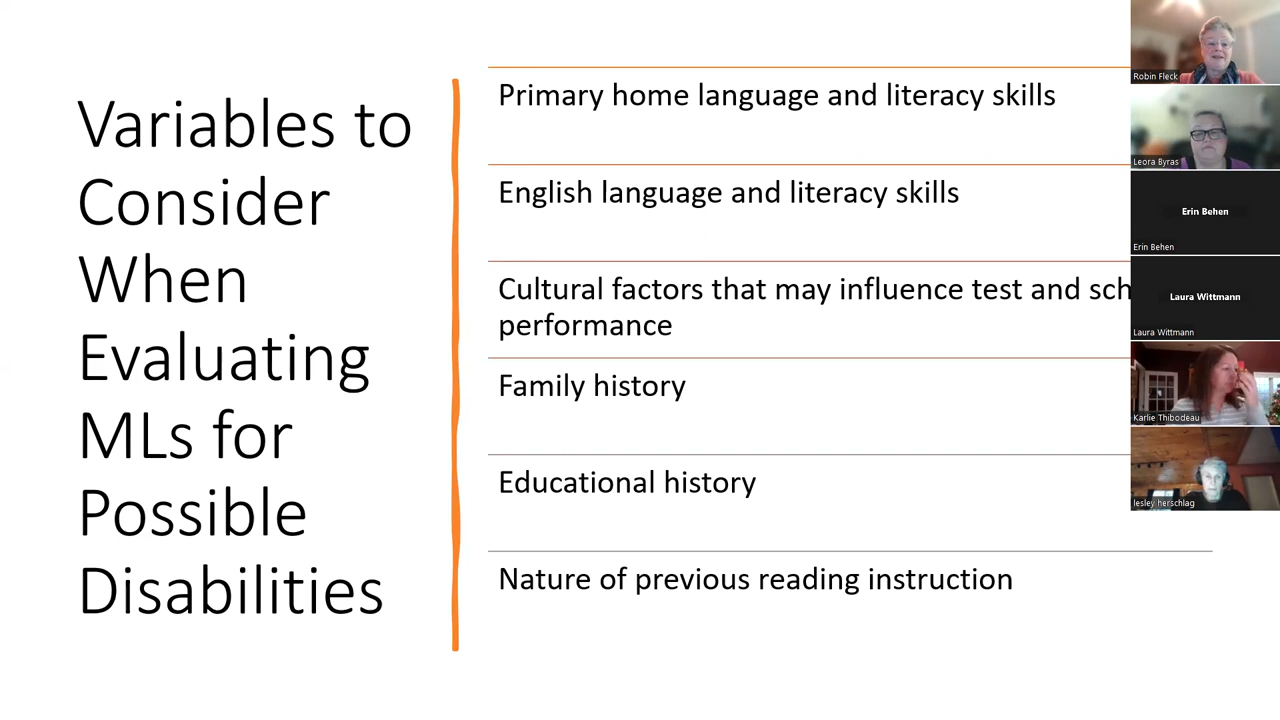 Variables to
Consider
When
Evaluating
MLs for
Possible
Disabilities
Primary home language and literacy skills
English language and literacy skills
Cultural factors that may influence test and sch
performance
Family history
Educational history
Nature of previous reading instruction
Robin Fleck
Leora Byras
Erin Behen
Erin Behen
Laura Wittmann
Laura Wittmann
Karlie Thibodeau
lesley herschlag